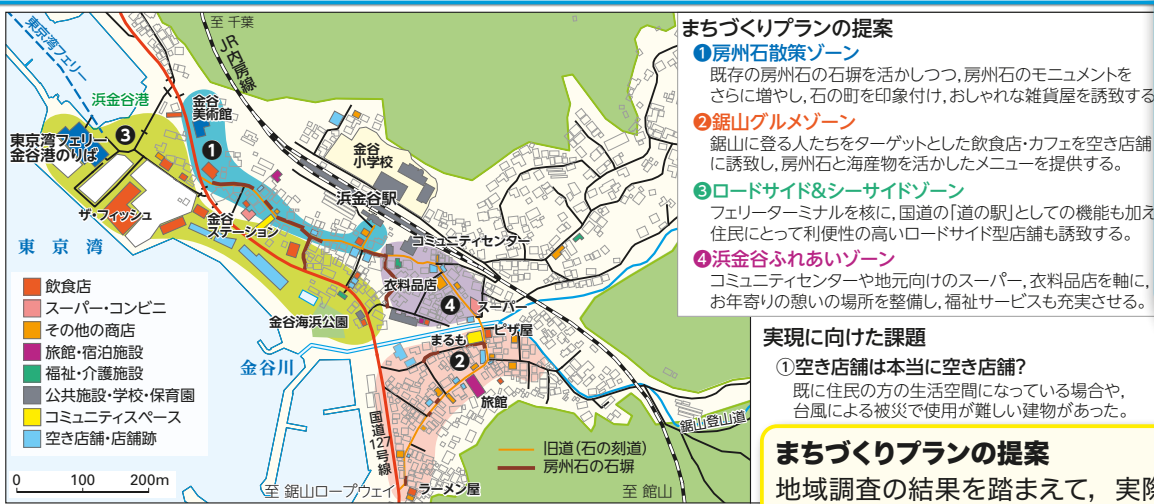 東京湾フェリー
至 千葉
JR内房線
浜金谷港
金谷
美術館
東京湾フェリー
金谷港のりば
❸
❶
金谷
小学校
浜金谷駅
ザ・フィッシュ
金谷
ステーション
コミュニティセンター
東京湾
衣料品店
❹
スーパー
金谷海浜公園
ピザ屋
まるも
❷
金谷川
旅館
国道127号線
鋸山登山道
至 鋸山ロープウェイ
ラーメン屋
至 館山
飲食店
スーパー・コンビニ
その他の商店
旅館・宿泊施設
福祉・介護施設
公共施設・学校・保育園
コミュニティスペース
空き店舗・店舗跡
0 100 200m
旧道(石の刻道)
房州石の石塀
まちづくりプランの提案
❶房州石散策ゾーン
既存の房州石の石塀を活かしつつ,房州石のモニュメントを
さらに増やし,石の町を印象付け,おしゃれな雑貨屋を誘致する
❷鋸山グルメゾーン
鋸山に登る人たちをターゲットとした飲食店・カフェを空き店舗
に誘致し,房州石と海産物を活かしたメニューを提供する。
❸ロードサイド&シーサイドゾーン
フェリーターミナルを核に,国道の「道の駅」としての機能も加え
住民にとって利便性の高いロードサイド型店舗も誘致する。
❹浜金谷ふれあいゾーン
コミュニティセンターや地元向けのスーパー,衣料品店を軸に,
お年寄りの憩いの場所を整備し,福祉サービスも充実させる。
実現に向けた課題
①空き店舗は本当に空き店舗?
既に住民の方の生活空間になっている場合や,
台風による被災で使用が難しい建物があった。
まちづくりプランの提案
地域調査の結果を踏まえて,実際